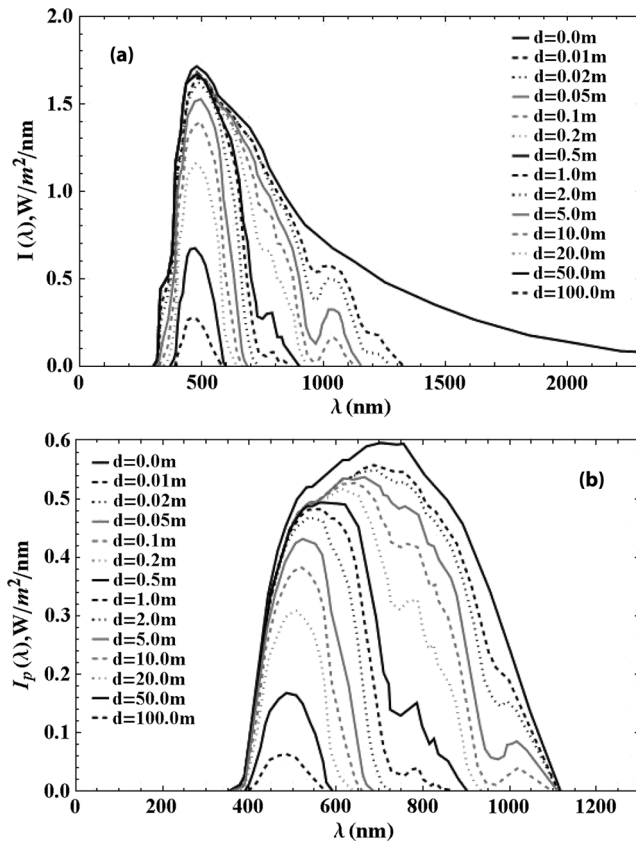 2.0
1.5
1.0
0.5
0.0
I (λ), W/m²/nm
(a)
d=0.0m
d=0.01m
d=0.02m
d=0.05m
d=0.1m
d=0.2m
d=0.5m
d=1.0m
d=2.0m
d=5.0m
d=10.0m
d=20.0m
d=50.0m
d=100.0m
0
500
1000
1500
2000
λ (nm)
0.6
0.5
0.4
0.3
0.2
0.1
0.0
I_p (λ), W/m²/nm
d=0.0m
d=0.01m
d=0.02m
d=0.05m
d=0.1m
d=0.2m
d=0.5m
d=1.0m
d=2.0m
d=5.0m
d=10.0m
d=20.0m
d=50.0m
d=100.0m
(b)
0
200
400
600
800
1000
1200
λ (nm)